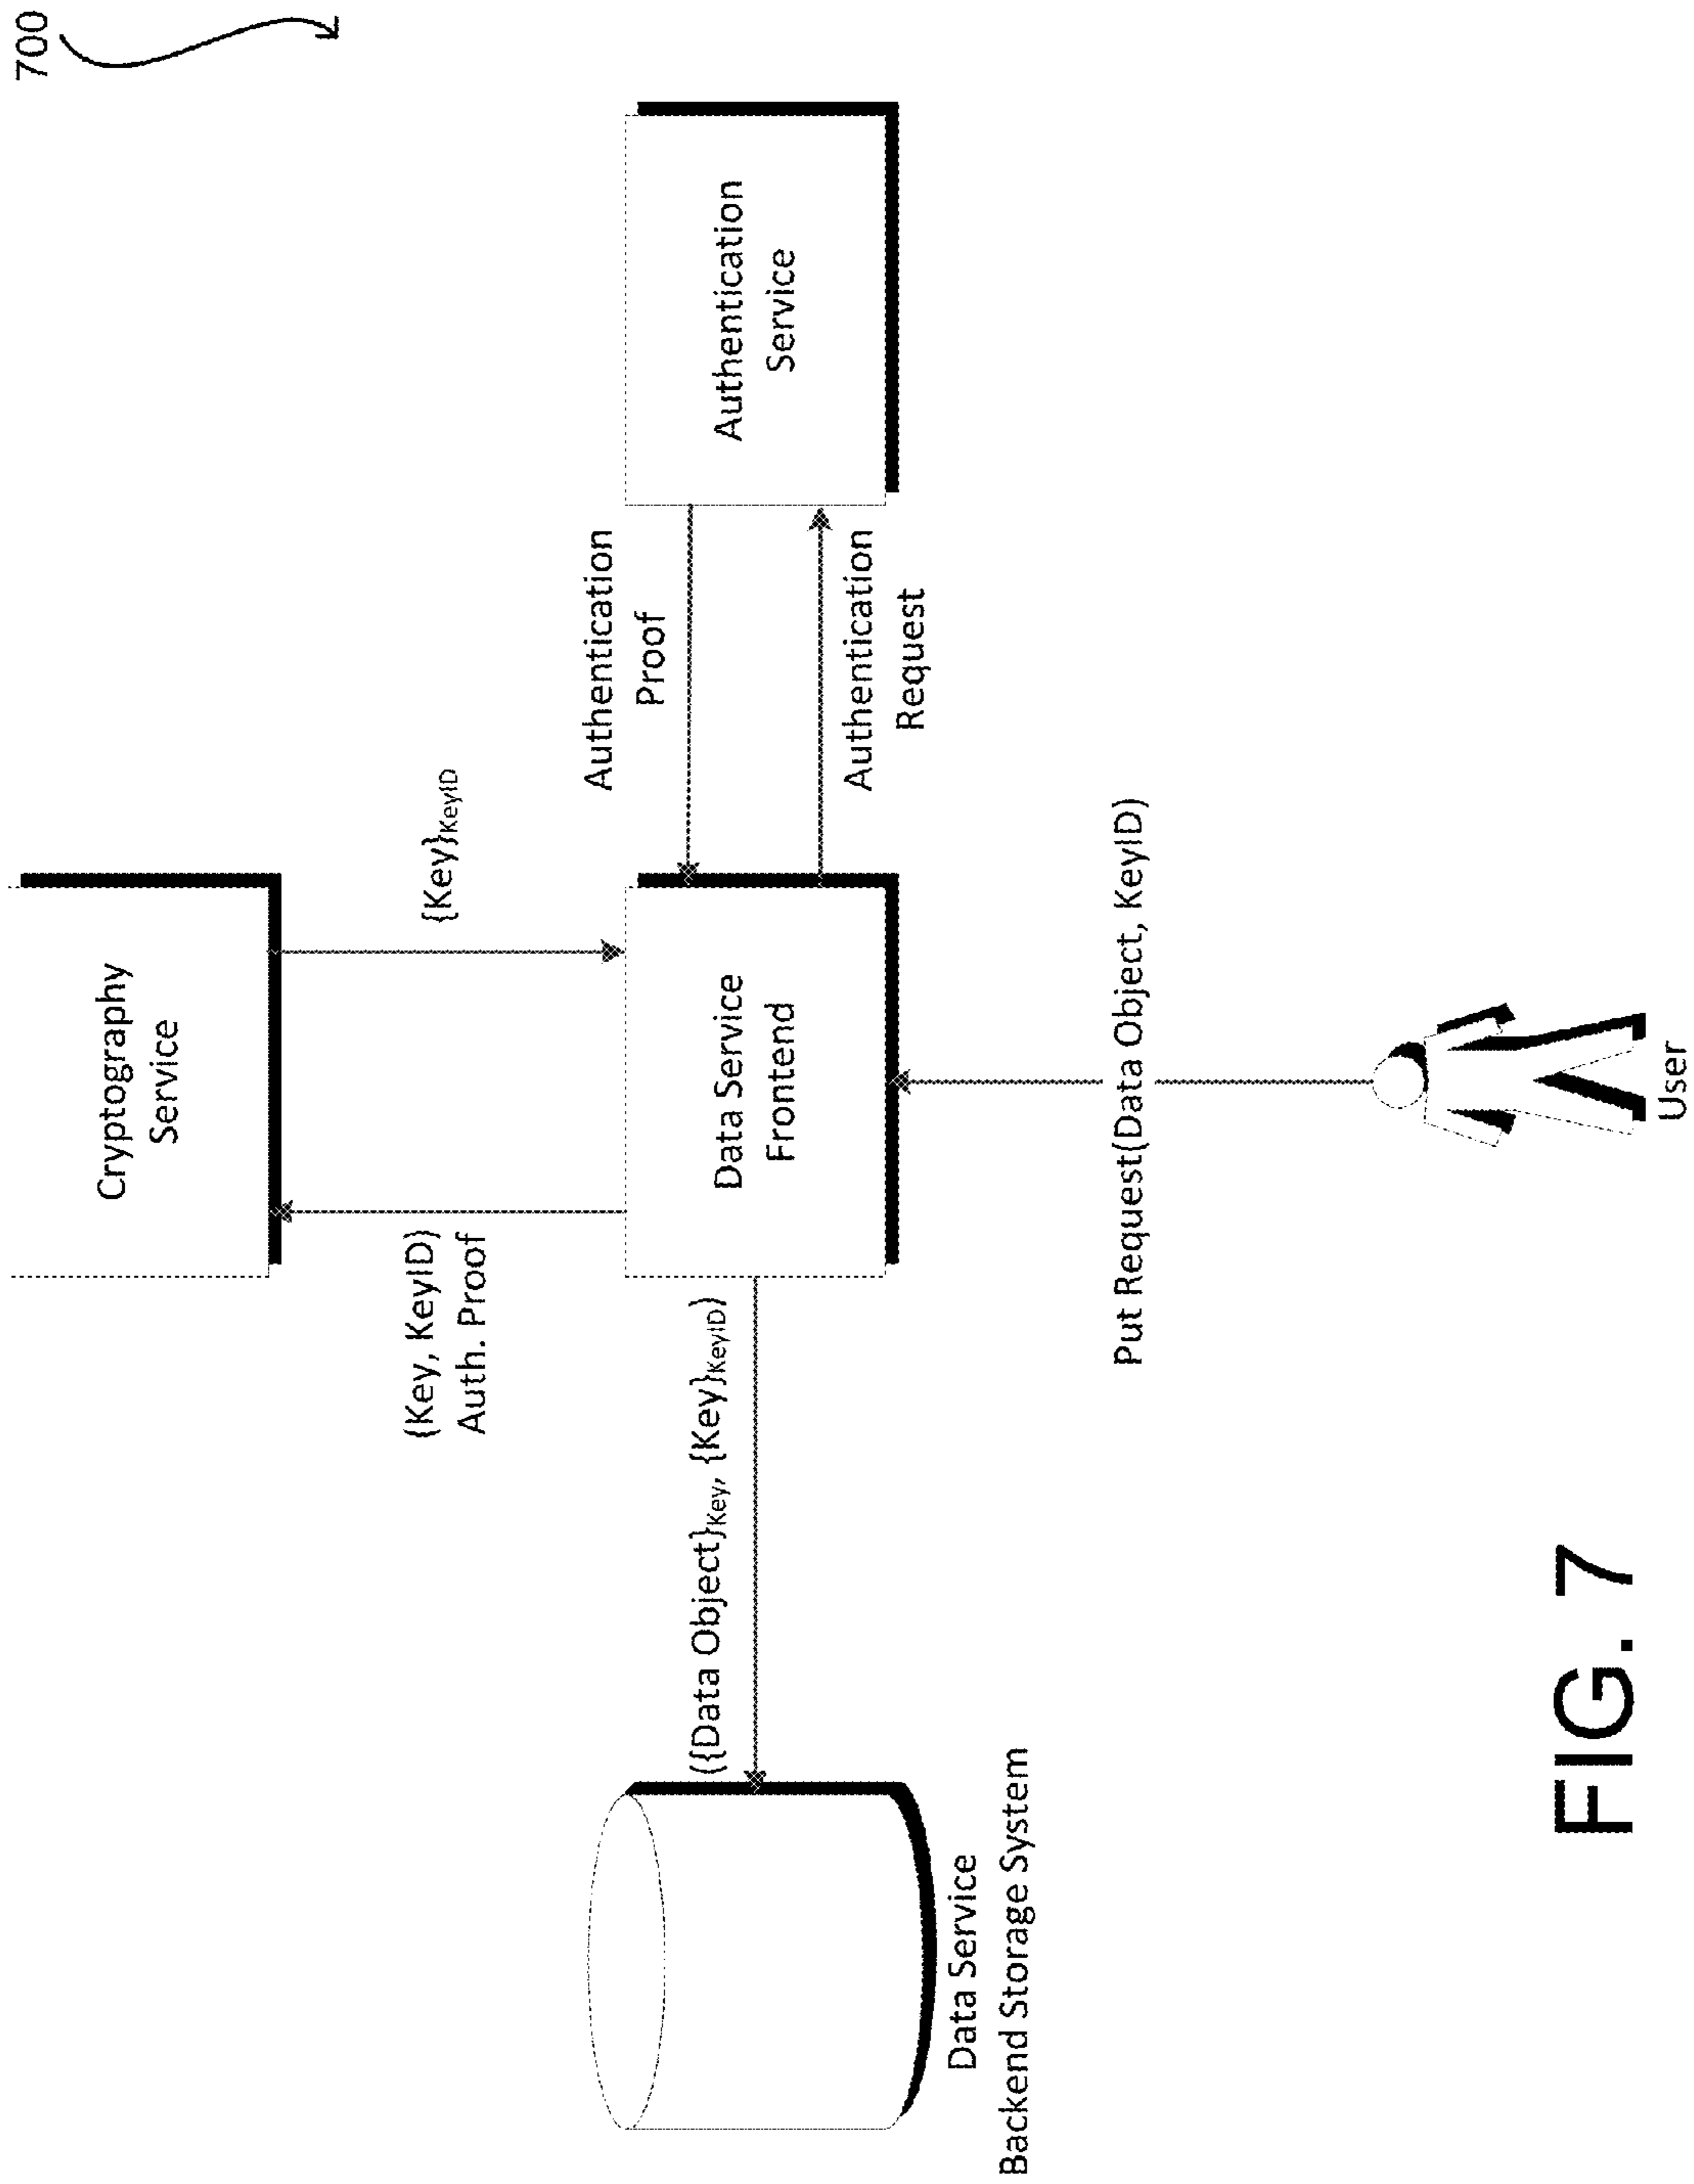 700
Cryptography
Service
(Key, KeyID)
Auth. Proof
{Key}KeyID
Authentication
Proof
({Data Object}Key, {Key}KeyID)
Data Service
Frontend
Authentication
Service
Authentication
Request
Data Service
Backend Storage System
Put Request(Data Object, KeyID)
User
FIG. 7